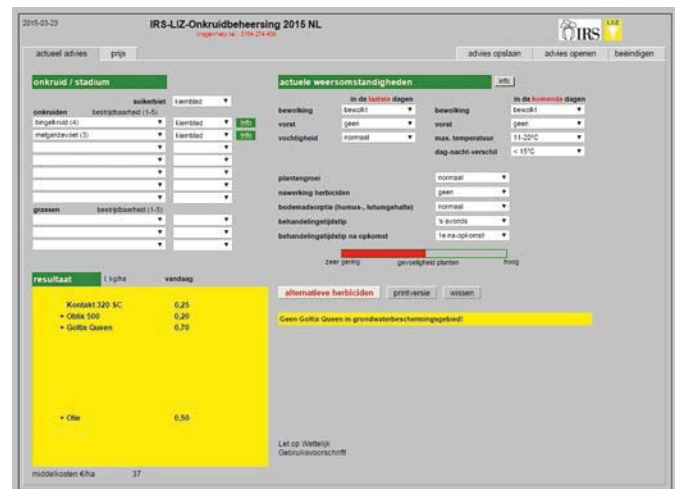 2015-03-23
IRS-LIZ-Onkruidbeheersing 2015 NL
IRS LIZ
actueel advies prijs advies opslaan advies openen beëindigen
onkruid / stadium
suikerbiet kiemblad
onkruiden bestrijdbaarheid (1-5)
bingelkruid (4) kiemblad info
melganzevoet (3) kiemblad info
grassen bestrijdbaarheid (1-5)
actuele weersomstandigheden info
in de laatste dagen in de komende dagen
bewolking bewolkt bewolking bewolkt
vorst geen vorst geen
vochtigheid normaal max. temperatuur 11-20°C
dag-nacht-verschil < 15°C
plantengroei normaal
nawerking herbiciden geen
bodemadsorptie (humus-, lutumgehalte) normaal
behandelingstijdstip 's avonds
behandelingstijdstip na opkomst 1e na-opkomst
zeer gering gevoeligheid planten hoog
resultaat l, kg/ha vandaag
Kontakt 320 SC 0,25
+ Oblix 500 0,20
+ Goltix Queen 0,70
+ Olie 0,50
middelkosten €/ha 37
alternatieve herbiciden printversie wissen
Geen Goltix Queen in grondwaterbeschermingsgebied!
Let op Wettelijk
Gebruiksvoorschrift!